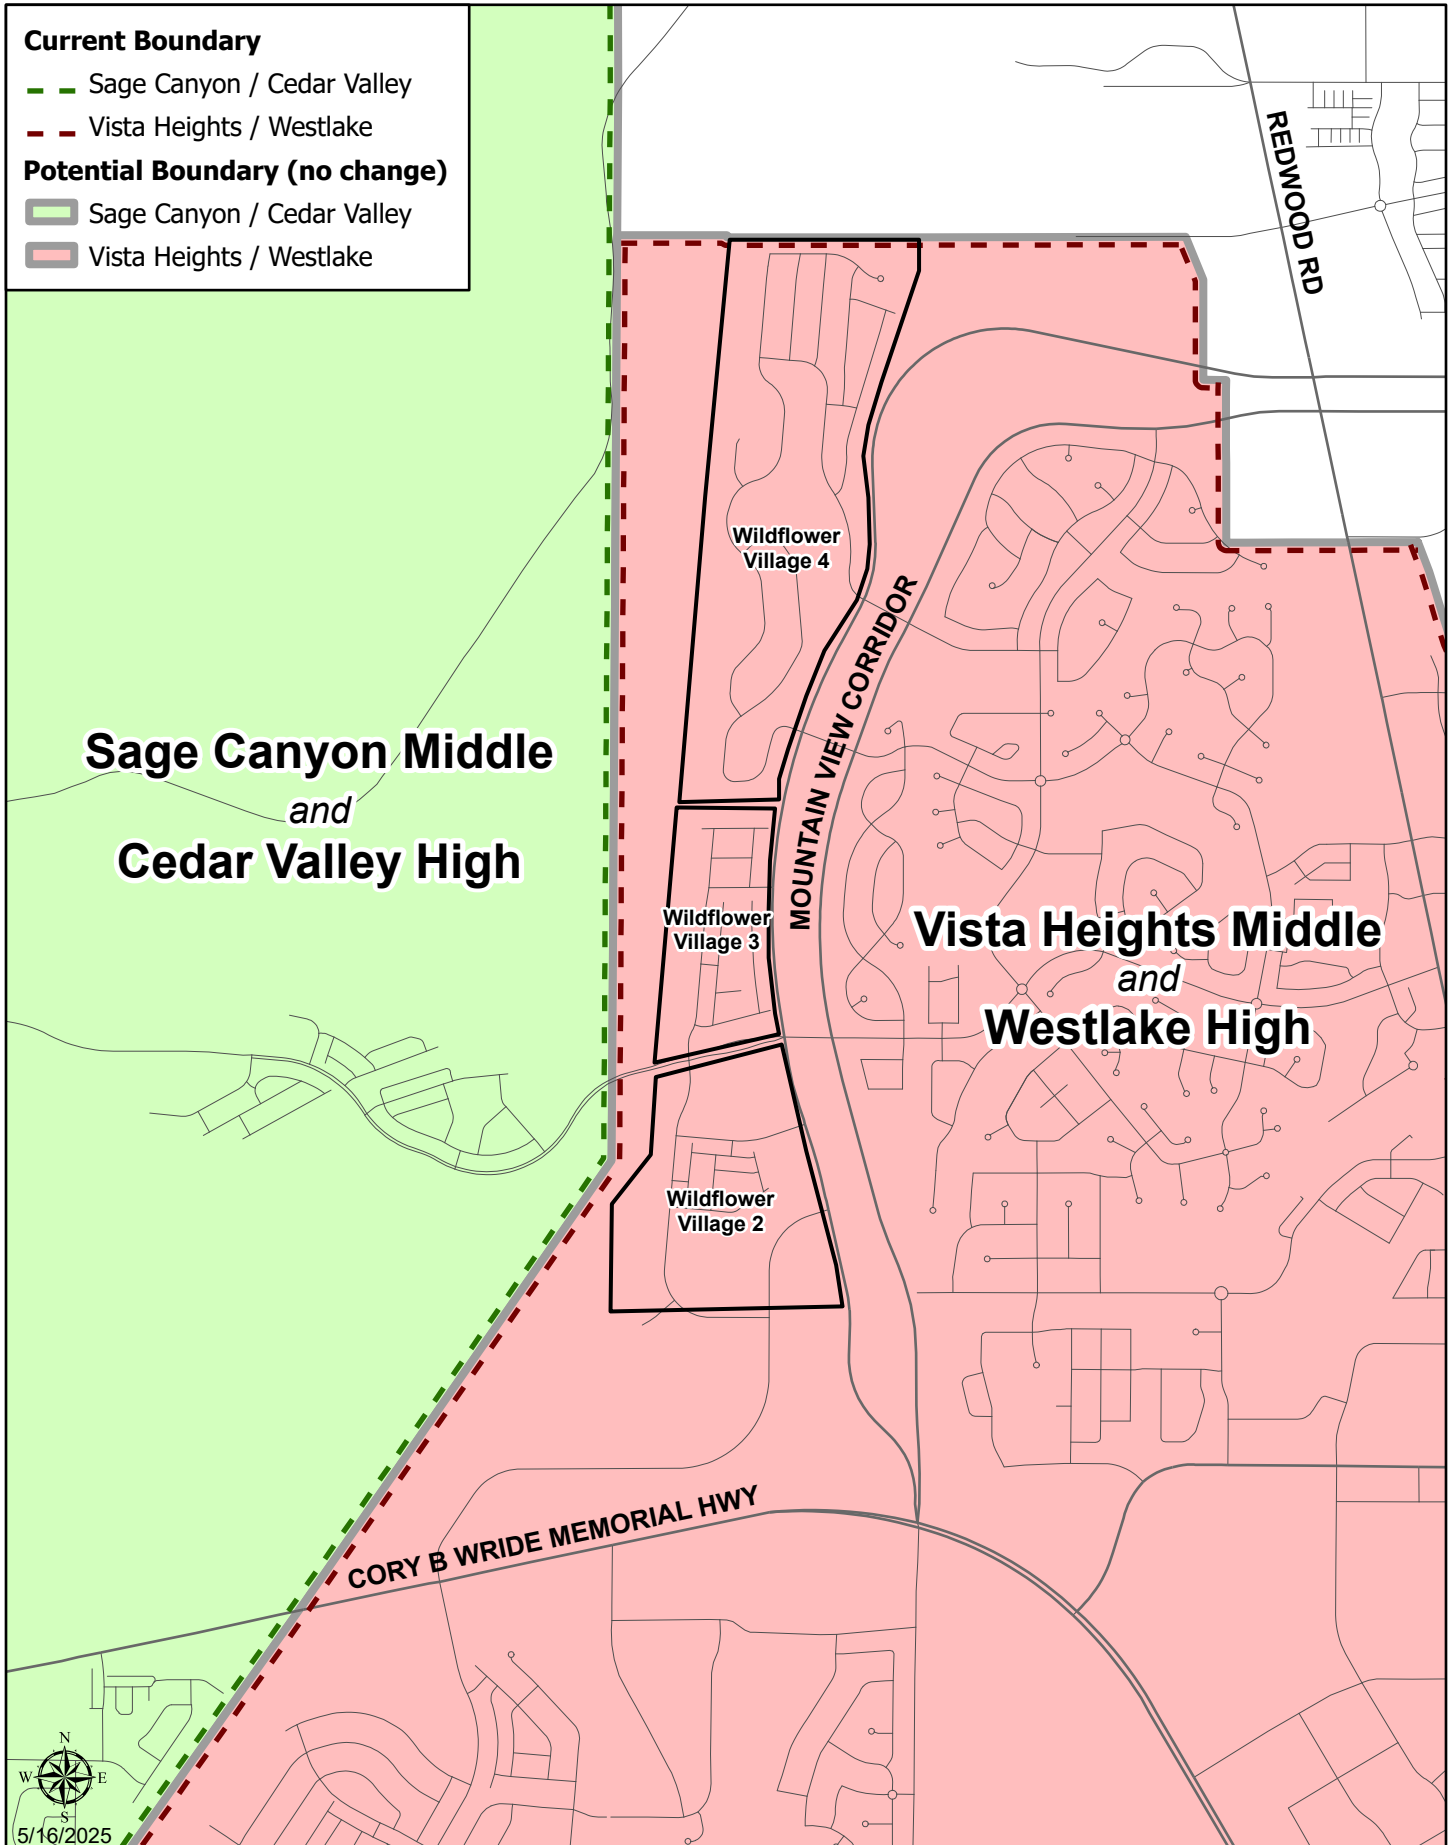 Current Boundary
Sage Canyon / Cedar Valley
Vista Heights / Westlake
Potential Boundary (no change)
Sage Canyon / Cedar Valley
Vista Heights / Westlake
REDWOOD RD
Wildflower
Village 4
MOUNTAIN VIEW CORRIDOR
Sage Canyon Middle
and
Cedar Valley High
Wildflower
Village 3
Vista Heights Middle
and
Westlake High
Wildflower
Village 2
CORY B WRIDE MEMORIAL HWY
N
W E
S
5/16/2025